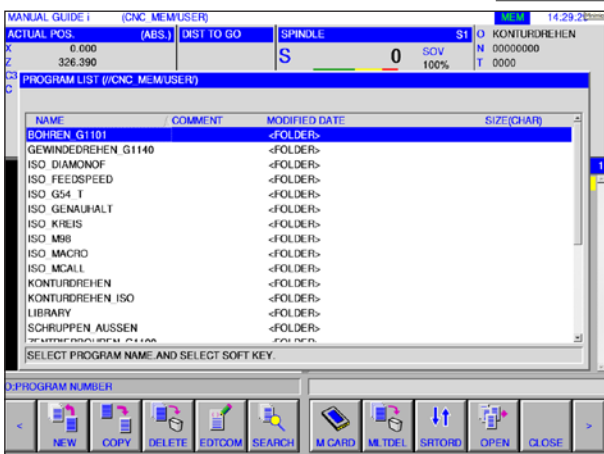 MANUAL GUIDE i (CNC_MEM/USER) MEM 14:29:2
ACTUAL POS. (ABS.) DIST TO GO SPINDLE S1 O KONTURDREHEN
X 0.000 S 0 SOV N 00000000
Z 326.390 100% T 0000
C3
C
PROGRAM LIST (//CNC_MEM/USER/)
NAME COMMENT MODIFIED DATE SIZE(CHAR)
BOHREN_G1101 <FOLDER>
GEWINDEDREHEN_G1140 <FOLDER>
ISO_DIAMONOF <FOLDER>
ISO_FEEDSPEED <FOLDER>
ISO_G54_T <FOLDER>
ISO_GENAUHALT <FOLDER>
ISO_KREIS <FOLDER>
ISO_M98 <FOLDER>
ISO_MACRO <FOLDER>
ISO_MCALL <FOLDER>
KONTURDREHEN <FOLDER>
KONTURDREHEN_ISO <FOLDER>
LIBRARY <FOLDER>
SCHRUPPEN_AUSSEN <FOLDER>
SELECT PROGRAM NAME.AND SELECT SOFT KEY.
O:PROGRAM NUMBER
< NEW COPY DELETE EDTCOM SEARCH M CARD MLTDEL SRTORD OPEN CLOSE >